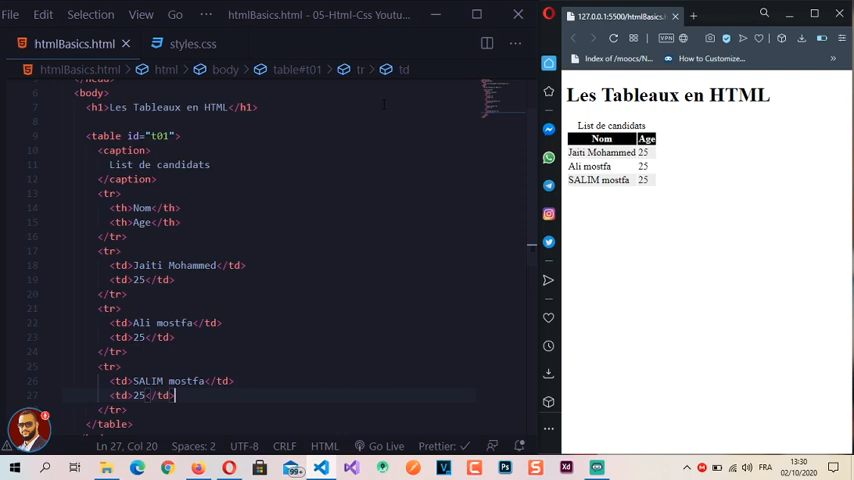 File Edit Selection View Go ··· htmlBasics.html - 05-Html-Css Youtu...
htmlBasics.html
styles.css
htmlBasics.html > html > body > table#t01 > tr > td
6 <body>
7 <h1>Les Tableaux en HTML</h1>
8
9 <table id="t01">
10 <caption>
11 List de candidats
12 </caption>
13 <tr>
14 <th>Nom</th>
15 <th>Age</th>
16 </tr>
17 <tr>
18 <td>Jaiti Mohammed</td>
19 <td>25</td>
20 </tr>
21 <tr>
22 <td>Ali mostfa</td>
23 <td>25</td>
24 </tr>
25 <tr>
26 <td>SALIM mostfa</td>
27 <td>25</td>
</tr>
</table>
Ln 27, Col 20 Spaces: 2 UTF-8 CRLF HTML Go Live Prettier: ✓
127.0.0.1:5500/htmlBasics.h
VPN
Index of /moocs/N... How to Customize... »
Les Tableaux en HTML
List de candidats
Nom Age
Jaiti Mohammed 25
Ali mostfa 25
SALIM mostfa 25
99+
Xd
FRA
13:30
02/10/2020